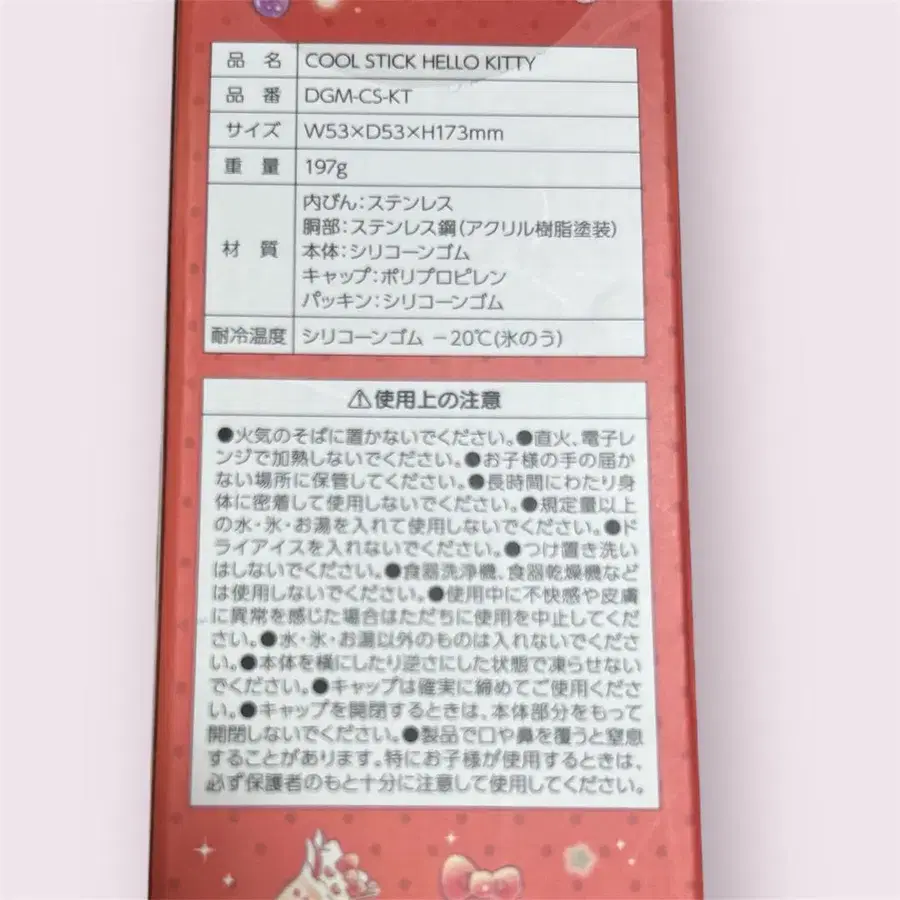 品名 COOL STICK HELLO KITTY
品番 DGM-CS-KT
サイズ W53×D53×H173mm
重量 197g
材質 内びん:ステンレス
胴部:ステンレス鋼(アクリル樹脂塗装)
本体:シリコーンゴム
キャップ:ポリプロピレン
パッキン:シリコーンゴム
耐冷温度 シリコーンゴム −20℃(氷のう)
⚠使用上の注意
●火気のそばに置かないでください。●直火、電子レ
ンジで加熱しないでください。●お子様の手の届か
ない場所に保管してください。●長時間にわたり身
体に密着して使用しないでください。●規定量以上
の水・氷・お湯を入れて使用しないでください。●ド
ライアイスを入れないでください。●つけ置き洗い
はしないでください。●食器洗浄機、食器乾燥機など
は使用しないでください。●使用中に不快感や皮膚
に異常を感じた場合はただちに使用を中止してくだ
さい。●水・氷・お湯以外のものは入れないでくださ
い。●本体を横にしたり逆さにした状態で凍らせない
でください。●キャップは確実に締めてご使用くださ
い。●キャップを開閉するときは、本体部分をもって
開閉しないでください。●製品で口や鼻を覆うと窒息
することがあります。特にお子様が使用するときは、
必ず保護者のもと十分に注意して使用してください。